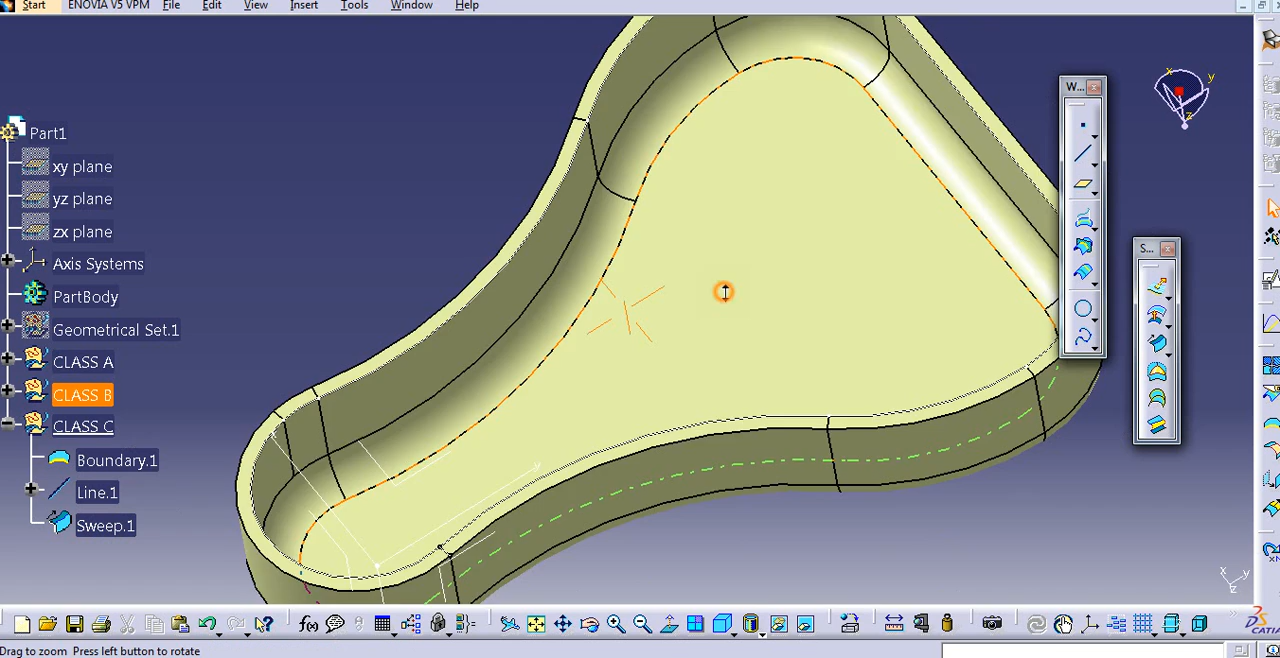 Start ENOVIA V5 VPM File Edit View Insert Tools Window Help
W... x
x y
z
Part1
xy plane
yz plane
S... x
zx plane
Axis Systems
PartBody
Geometrical Set.1
CLASS A
CLASS B
CLASS C
Boundary.1
Line.1
Sweep.1
x y
z
f(x)
Drag to zoom Press left button to rotate